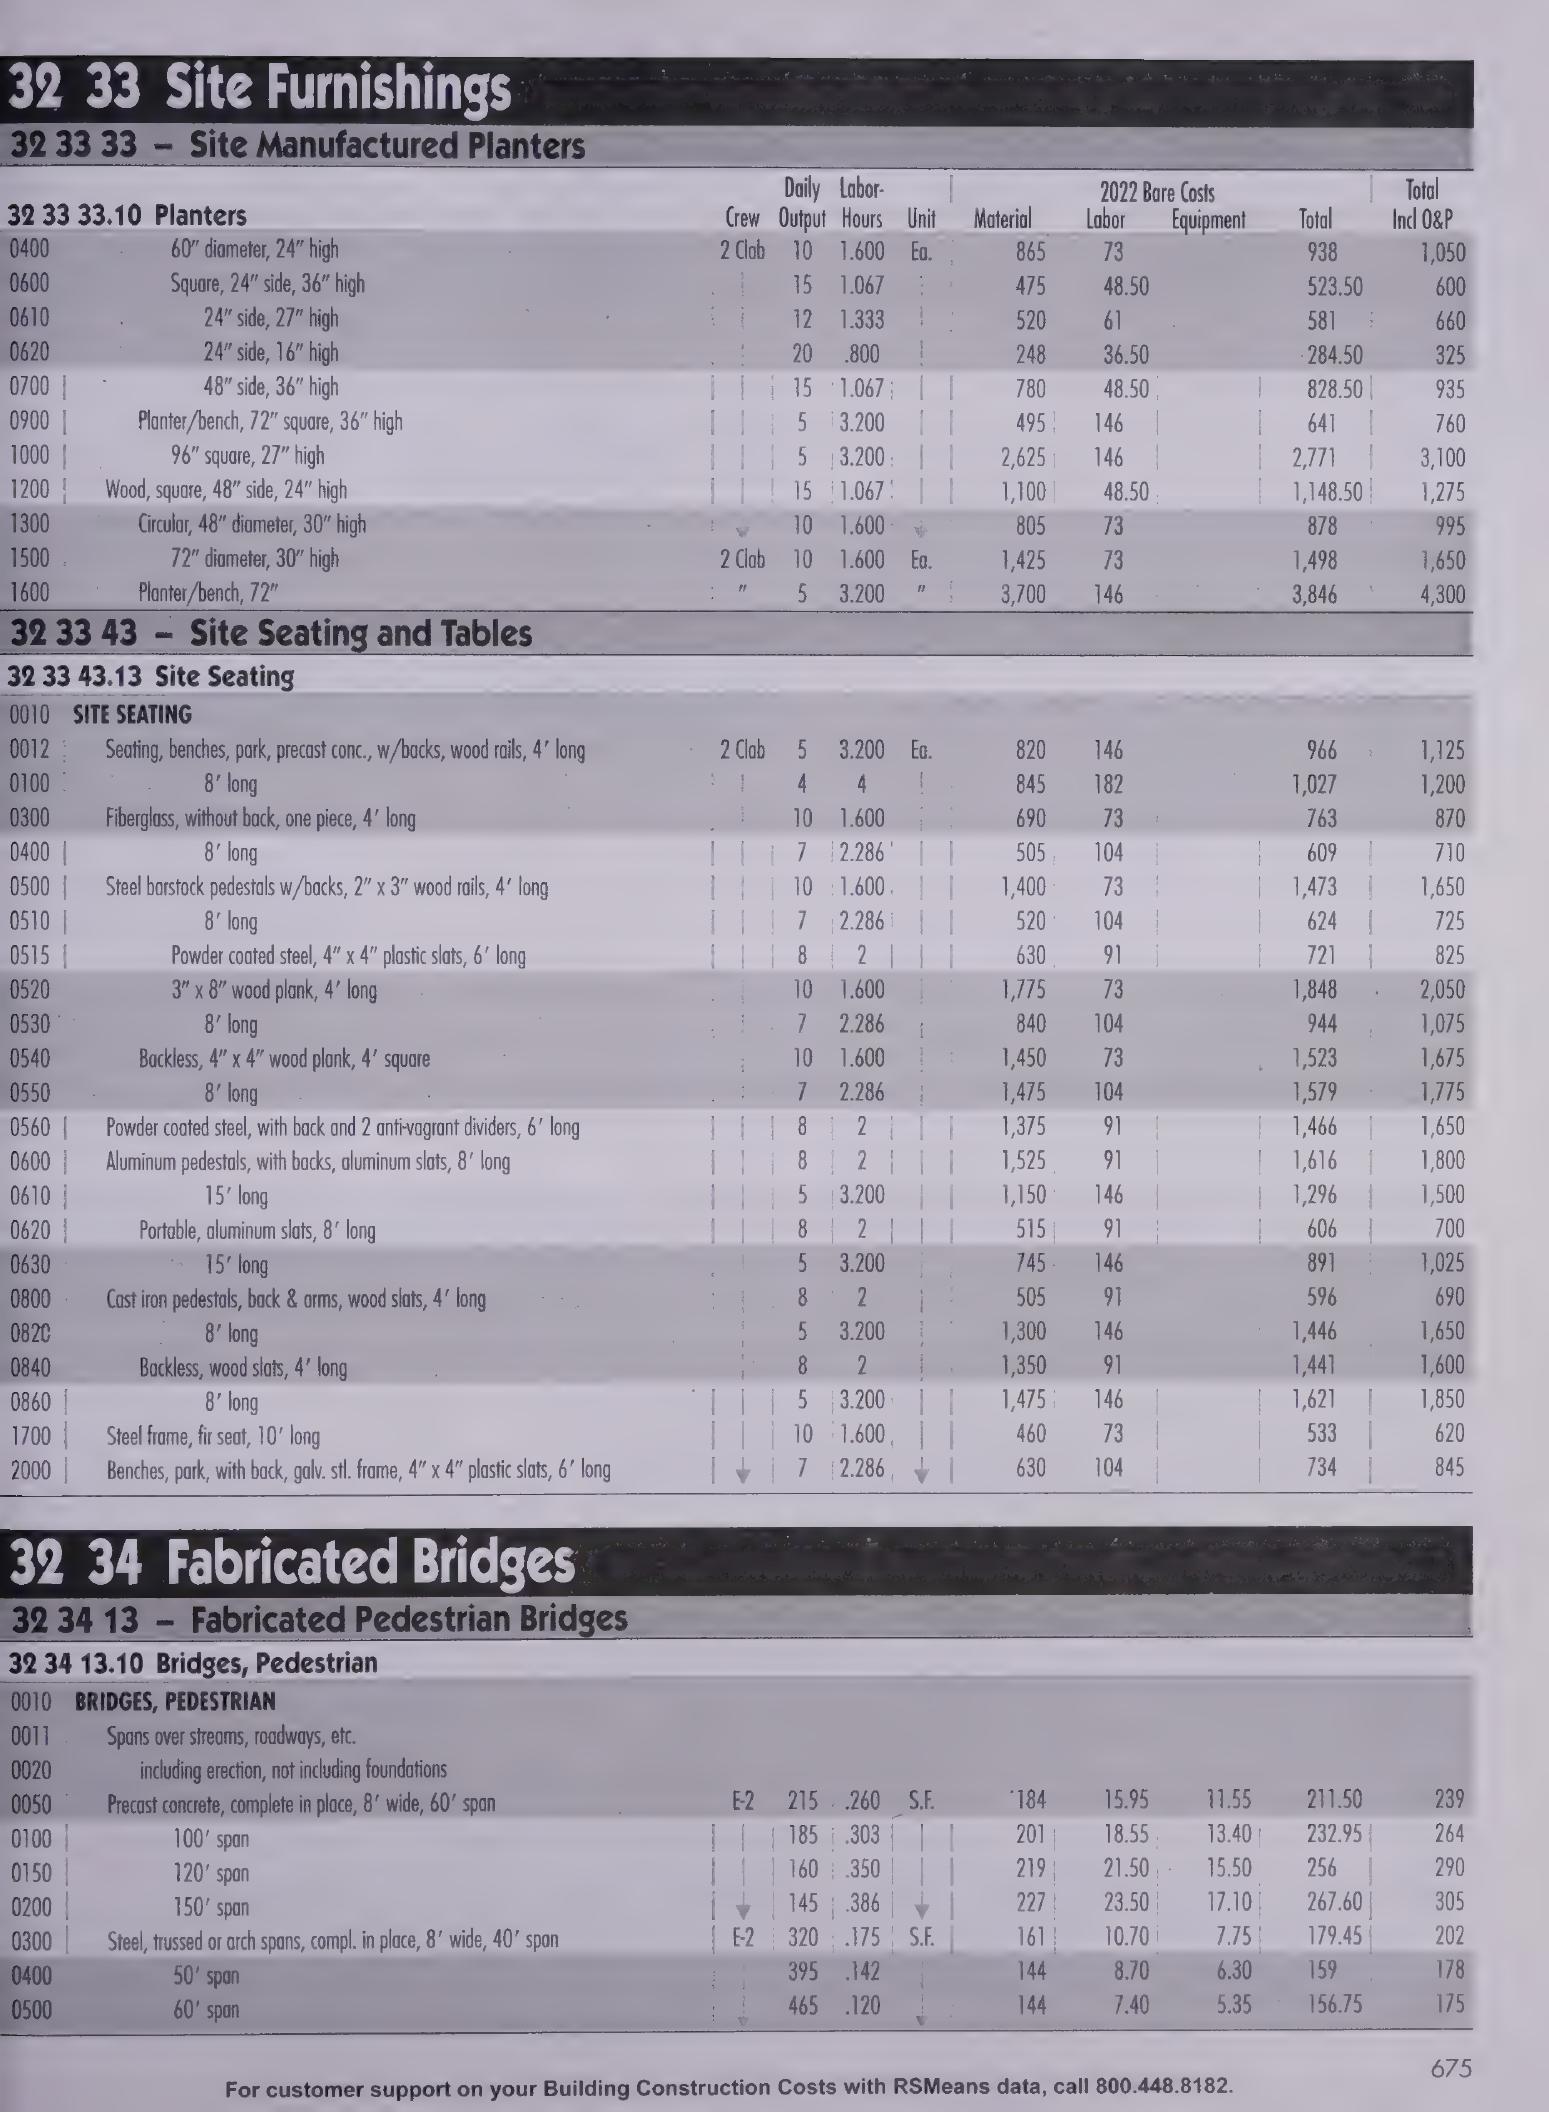 32 33 Site Furnishings
32 33 33 – Site Manufactured Planters
Daily Labor- 2022 Bare Costs Total
32 33 33.10 Planters Crew Output Hours Unit Material Labor Equipment Total Incl O&P
0400 60" diameter, 24" high 2 Clab 10 1.600 Ea. 865 73 938 1,050
0600 Square, 24" side, 36" high 15 1.067 475 48.50 523.50 600
0610 24" side, 27" high 12 1.333 520 61 581 660
0620 24" side, 16" high 20 .800 248 36.50 284.50 325
0700 48" side, 36" high 15 1.067 780 48.50 828.50 935
0900 Planter/bench, 72" square, 36" high 5 3.200 495 146 641 760
1000 96" square, 27" high 5 3.200 2,625 146 2,771 3,100
1200 Wood, square, 48" side, 24" high 15 1.067 1,100 48.50 1,148.50 1,275
1300 Circular, 48" diameter, 30" high 10 1.600 805 73 878 995
1500 72" diameter, 30" high 2 Clab 10 1.600 Ea. 1,425 73 1,498 1,650
1600 Planter/bench, 72" " 5 3.200 " 3,700 146 3,846 4,300
32 33 43 – Site Seating and Tables
32 33 43.13 Site Seating
0010 SITE SEATING
0012 Seating, benches, park, precast conc., w/backs, wood rails, 4' long 2 Clab 5 3.200 Ea. 820 146 966 1,125
0100 8' long 4 4 845 182 1,027 1,200
0300 Fiberglass, without back, one piece, 4' long 10 1.600 690 73 763 870
0400 8' long 7 2.286 505 104 609 710
0500 Steel barstock pedestals w/backs, 2" x 3" wood rails, 4' long 10 1.600 1,400 73 1,473 1,650
0510 8' long 7 2.286 520 104 624 725
0515 Powder coated steel, 4" x 4" plastic slats, 6' long 8 2 630 91 721 825
0520 3" x 8" wood plank, 4' long 10 1.600 1,775 73 1,848 2,050
0530 8' long 7 2.286 840 104 944 1,075
0540 Backless, 4" x 4" wood plank, 4' square 10 1.600 1,450 73 1,523 1,675
0550 8' long 7 2.286 1,475 104 1,579 1,775
0560 Powder coated steel, with back and 2 anti-vagrant dividers, 6' long 8 2 1,375 91 1,466 1,650
0600 Aluminum pedestals, with backs, aluminum slats, 8' long 8 2 1,525 91 1,616 1,800
0610 15' long 5 3.200 1,150 146 1,296 1,500
0620 Portable, aluminum slats, 8' long 8 2 515 91 606 700
0630 15' long 5 3.200 745 146 891 1,025
0800 Cast iron pedestals, back & arms, wood slats, 4' long 8 2 505 91 596 690
0820 8' long 5 3.200 1,300 146 1,446 1,650
0840 Backless, wood slats, 4' long 8 2 1,350 91 1,441 1,600
0860 8' long 5 3.200 1,475 146 1,621 1,850
1700 Steel frame, fir seat, 10' long 10 1.600 460 73 533 620
2000 Benches, park, with back, galv. stl. frame, 4" x 4" plastic slats, 6' long 7 2.286 630 104 734 845
32 34 Fabricated Bridges
32 34 13 – Fabricated Pedestrian Bridges
32 34 13.10 Bridges, Pedestrian
0010 BRIDGES, PEDESTRIAN
0011 Spans over streams, roadways, etc.
0020 including erection, not including foundations
0050 Precast concrete, complete in place, 8' wide, 60' span E-2 215 .260 S.F. 184 15.95 11.55 211.50 239
0100 100' span 185 .303 201 18.55 13.40 232.95 264
0150 120' span 160 .350 219 21.50 15.50 256 290
0200 150' span 145 .386 227 23.50 17.10 267.60 305
0300 Steel, trussed or arch spans, compl. in place, 8' wide, 40' span E-2 320 .175 S.F. 161 10.70 7.75 179.45 202
0400 50' span 395 .142 144 8.70 6.30 159 178
0500 60' span 465 .120 144 7.40 5.35 156.75 175
675
For customer support on your Building Construction Costs with RSMeans data, call 800.448.8182.